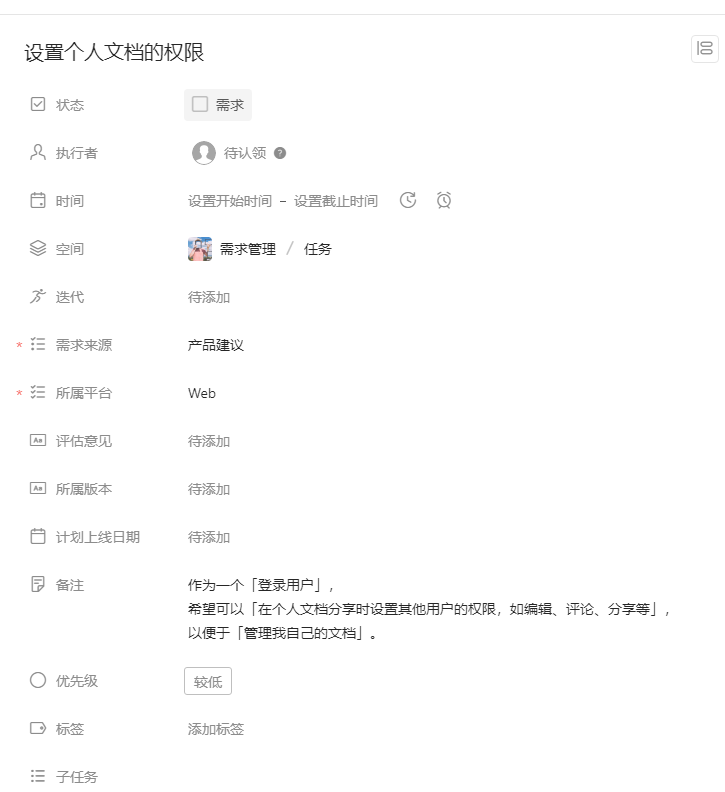 设置个人文档的权限
状态 需求
执行者 待认领 ?
时间 设置开始时间 – 设置截止时间
空间 需求管理 / 任务
迭代 待添加
* 需求来源 产品建议
* 所属平台 Web
Aa 评估意见 待添加
Aa 所属版本 待添加
计划上线日期 待添加
备注 作为一个「登录用户」,
希望可以「在个人文档分享时设置其他用户的权限，如编辑、评论、分享等」,
以便于「管理我自己的文档」。
优先级 较低
标签 添加标签
子任务